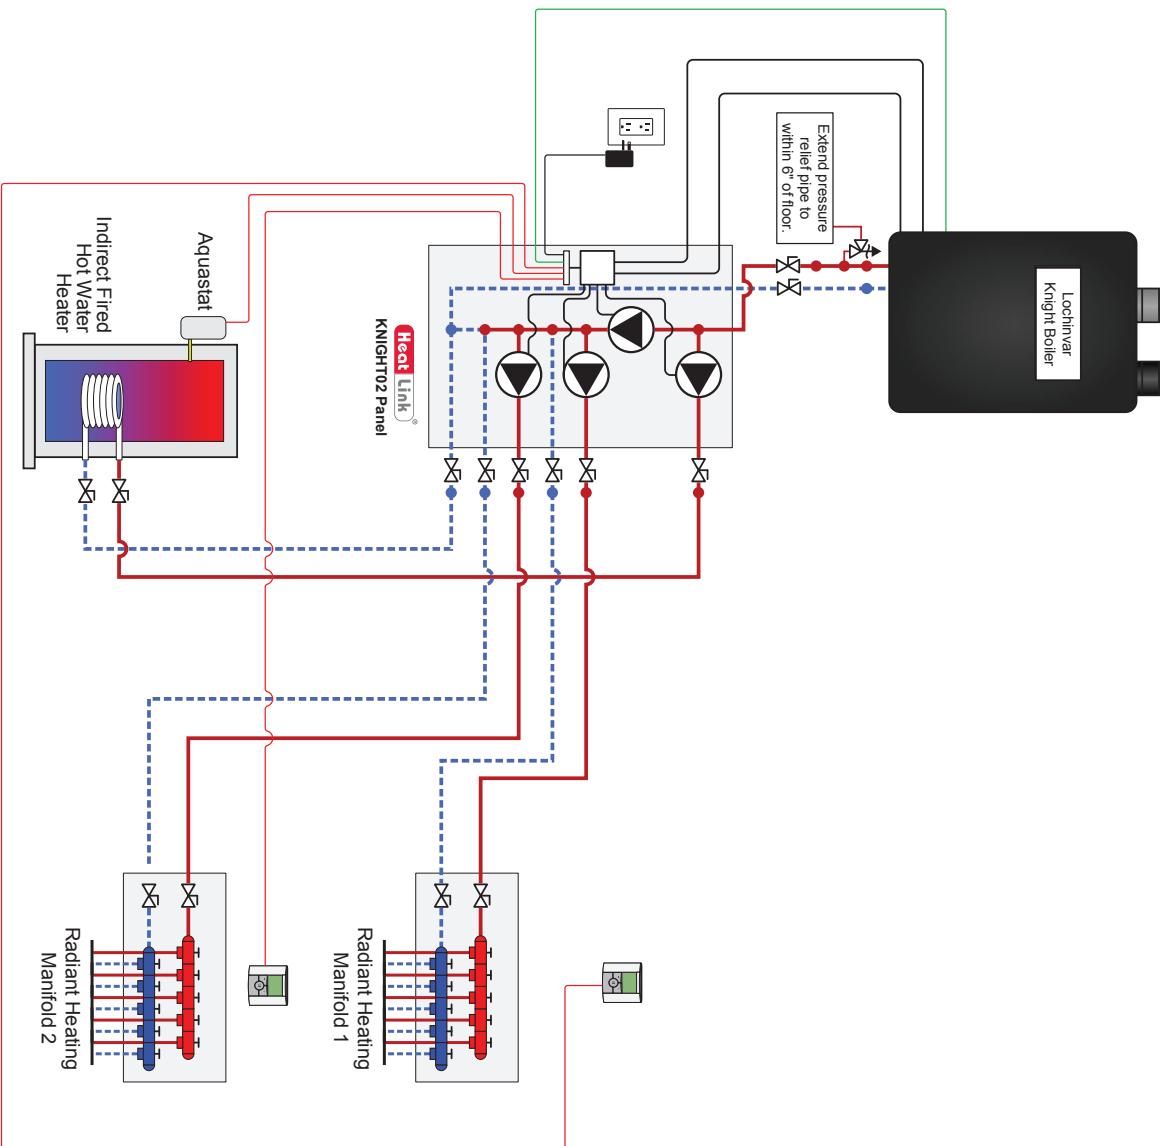 Lochinvar
Knight Boiler
Extend pressure
relief pipe to
within 6" of floor.
Heat Link®
KNIGHT02 Panel
Aquastat
Indirect Fired
Hot Water
Heater
Radiant Heating
Manifold 1
Radiant Heating
Manifold 2